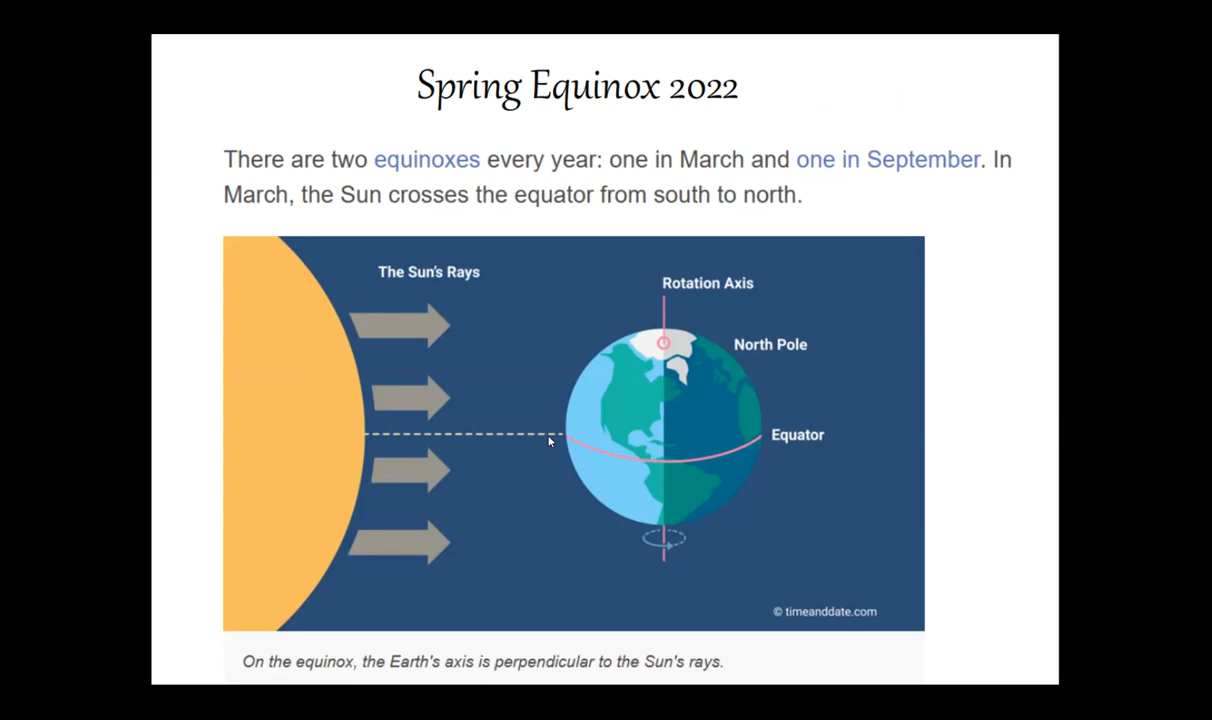 Spring Equinox 2022
There are two equinoxes every year: one in March and one in September. In
March, the Sun crosses the equator from south to north.
The Sun's Rays
Rotation Axis
North Pole
Equator
© timeanddate.com
On the equinox, the Earth's axis is perpendicular to the Sun's rays.